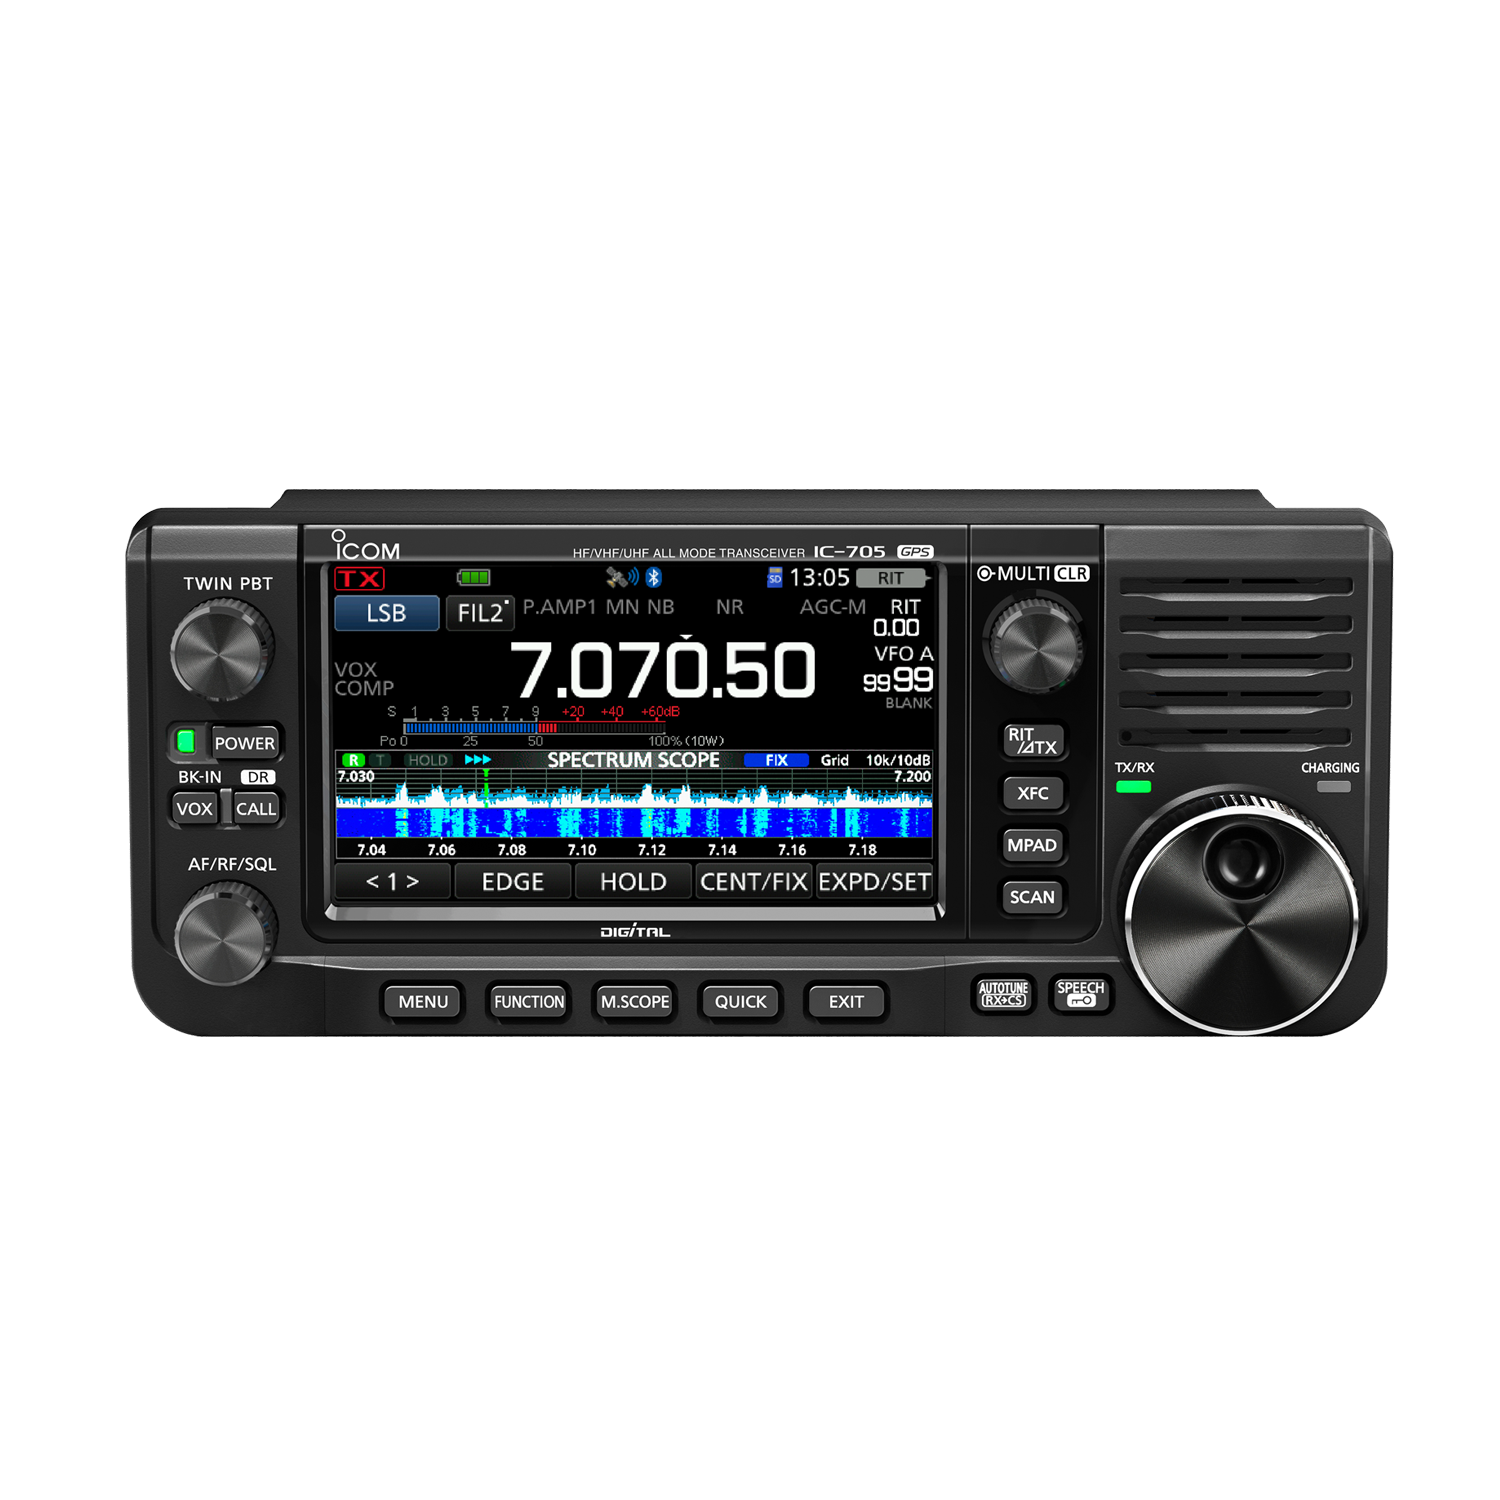 ICOM
HF/VHF/UHF ALL MODE TRANSCEIVER IC-705 GPS
TWIN PBT
TX
SD 13:05 RIT
MULTI CLR
LSB FIL2 P.AMP1 MN NB NR AGC-M RIT
0.00
7.070.50
VFO A
VOX
COMP
99 99
BLANK
S 1 3 5 7 9 +20 +40 +60dB
Po 0 25 50 100% (10W)
POWER
RIT
/⊿TX
R T HOLD SPECTRUM SCOPE FIX Grid 10k/10dB
7.030 7.200
TX/RX CHARGING
BK-IN DR
VOX CALL
XFC
7.04 7.06 7.08 7.10 7.12 7.14 7.16 7.18
MPAD
AF/RF/SQL
< 1 > EDGE HOLD CENT/FIX EXPD/SET
SCAN
DIGITAL
MENU FUNCTION M.SCOPE QUICK EXIT
AUTOTUNE
RX→CS
SPEECH